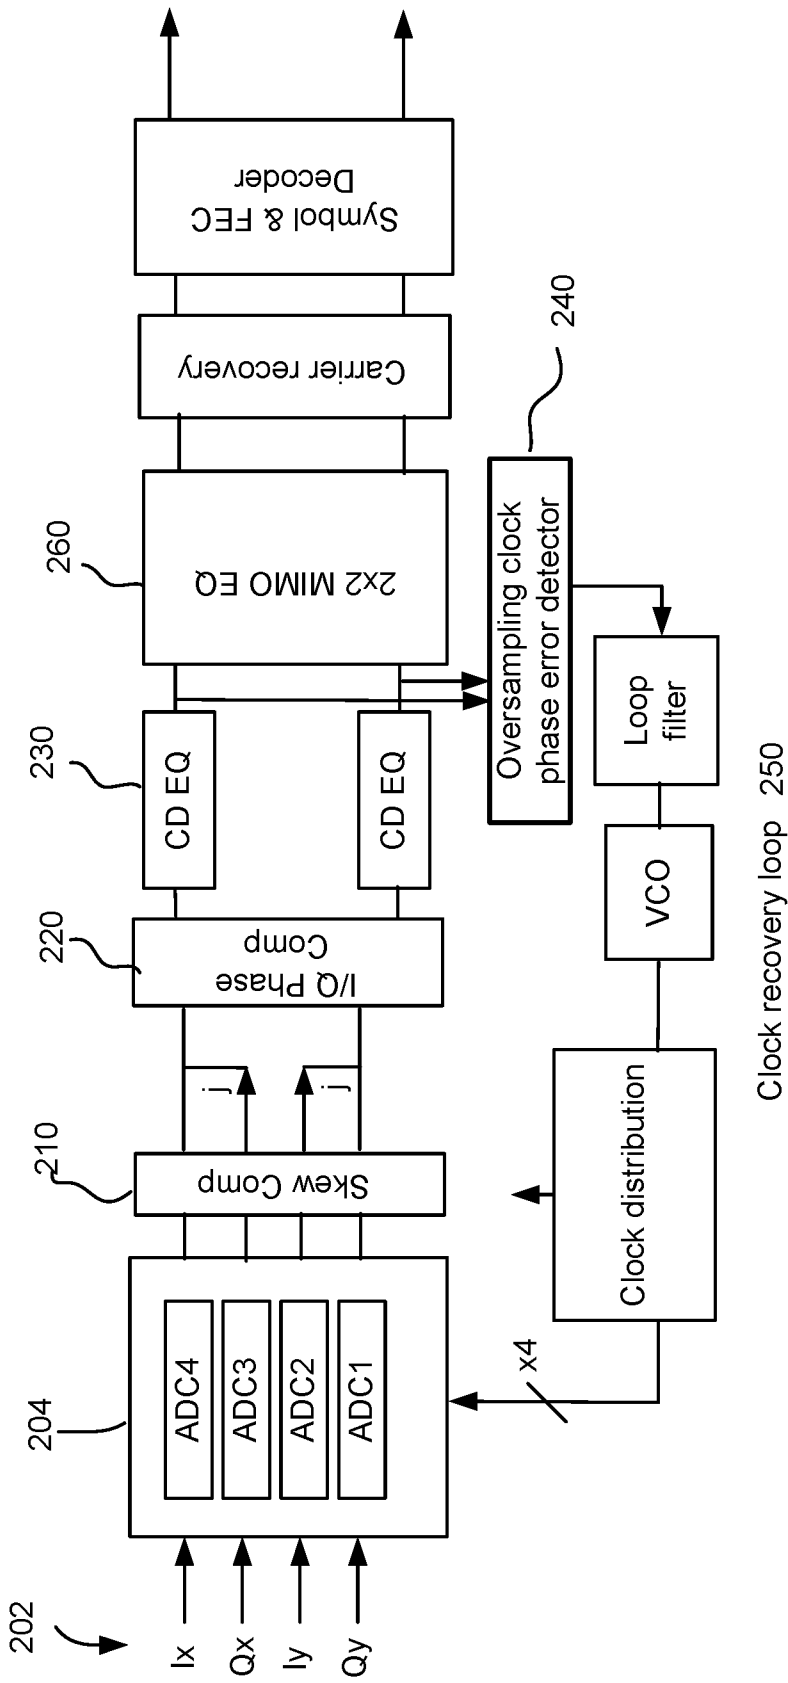 202
Ix
Qx
Iy
Qy
204
ADC4
ADC3
ADC2
ADC1
210
Skew Comp
j
j
220
I/Q Phase
Comp
230
CD EQ
CD EQ
260
2x2 MIMO EQ
Carrier recovery
Symbol & FEC
Decoder
240
Oversampling clock
phase error detector
Loop
filter
VCO
Clock distribution
x4
Clock recovery loop 250